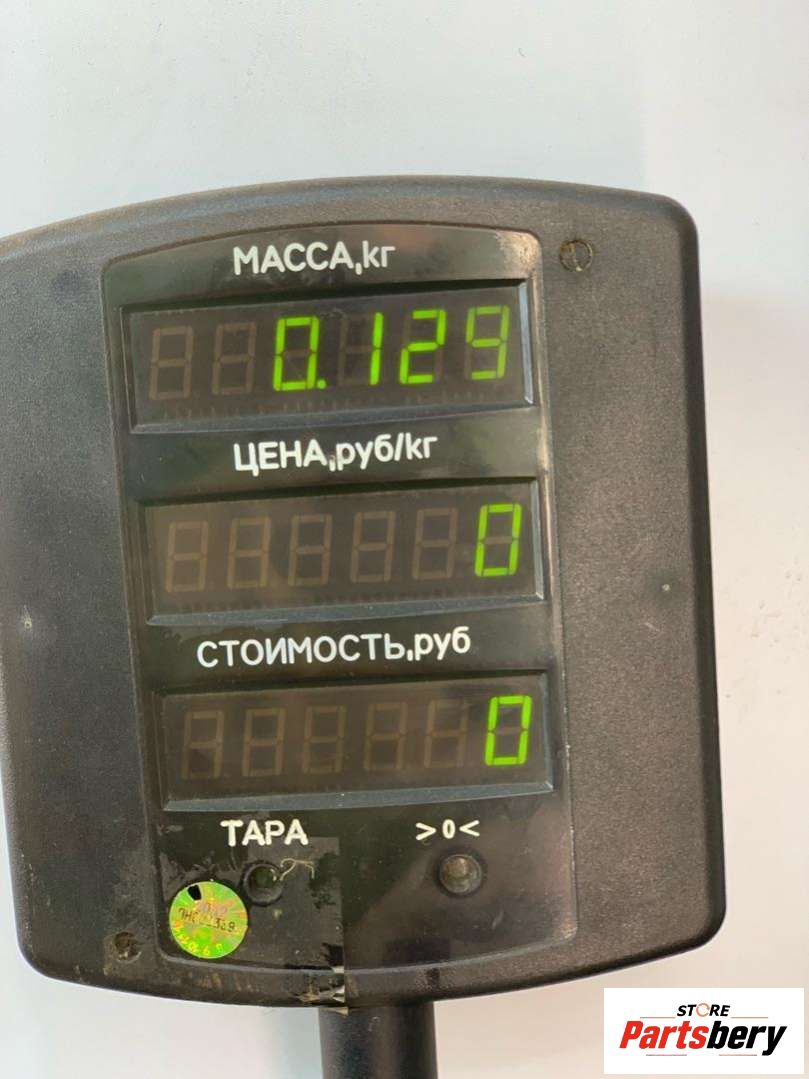 МАССА,кг
0.129
ЦЕНА,руб/кг
0
СТОИМОСТЬ,руб
0
ТАРА >0<
STORE
Partsbery